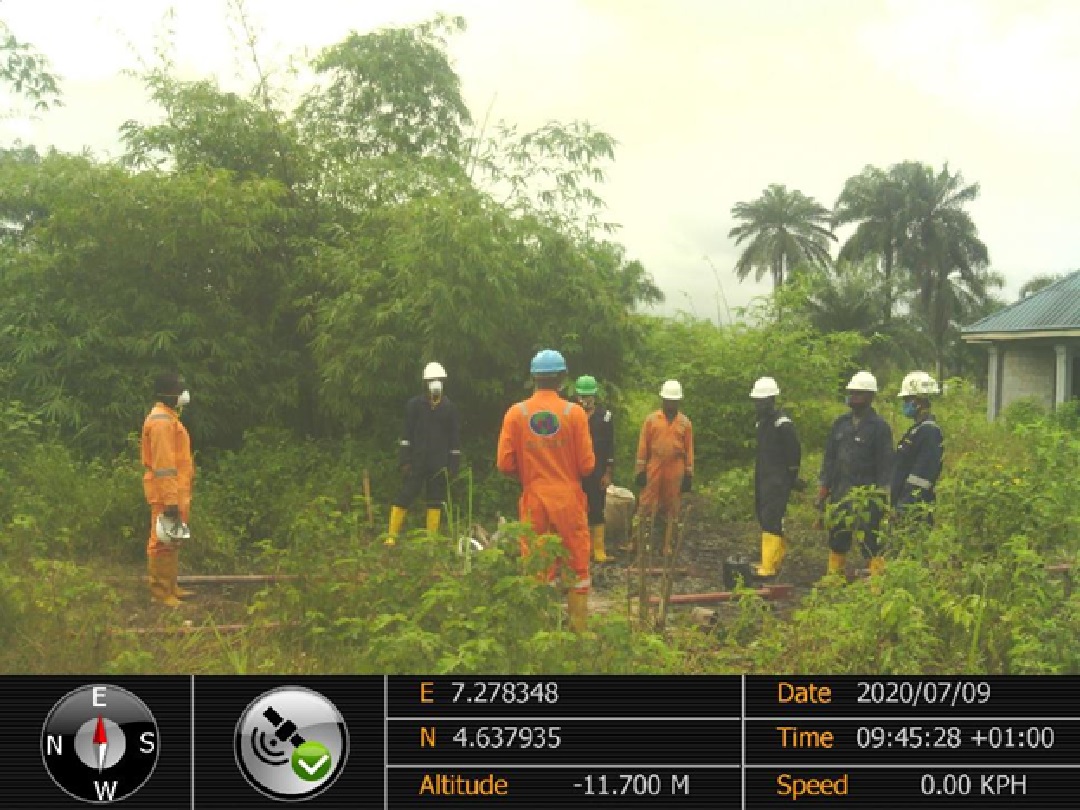 E
N S
W
E 7.278348
N 4.637935
Altitude -11.700 M
Date 2020/07/09
Time 09:45:28 +01:00
Speed 0.00 KPH